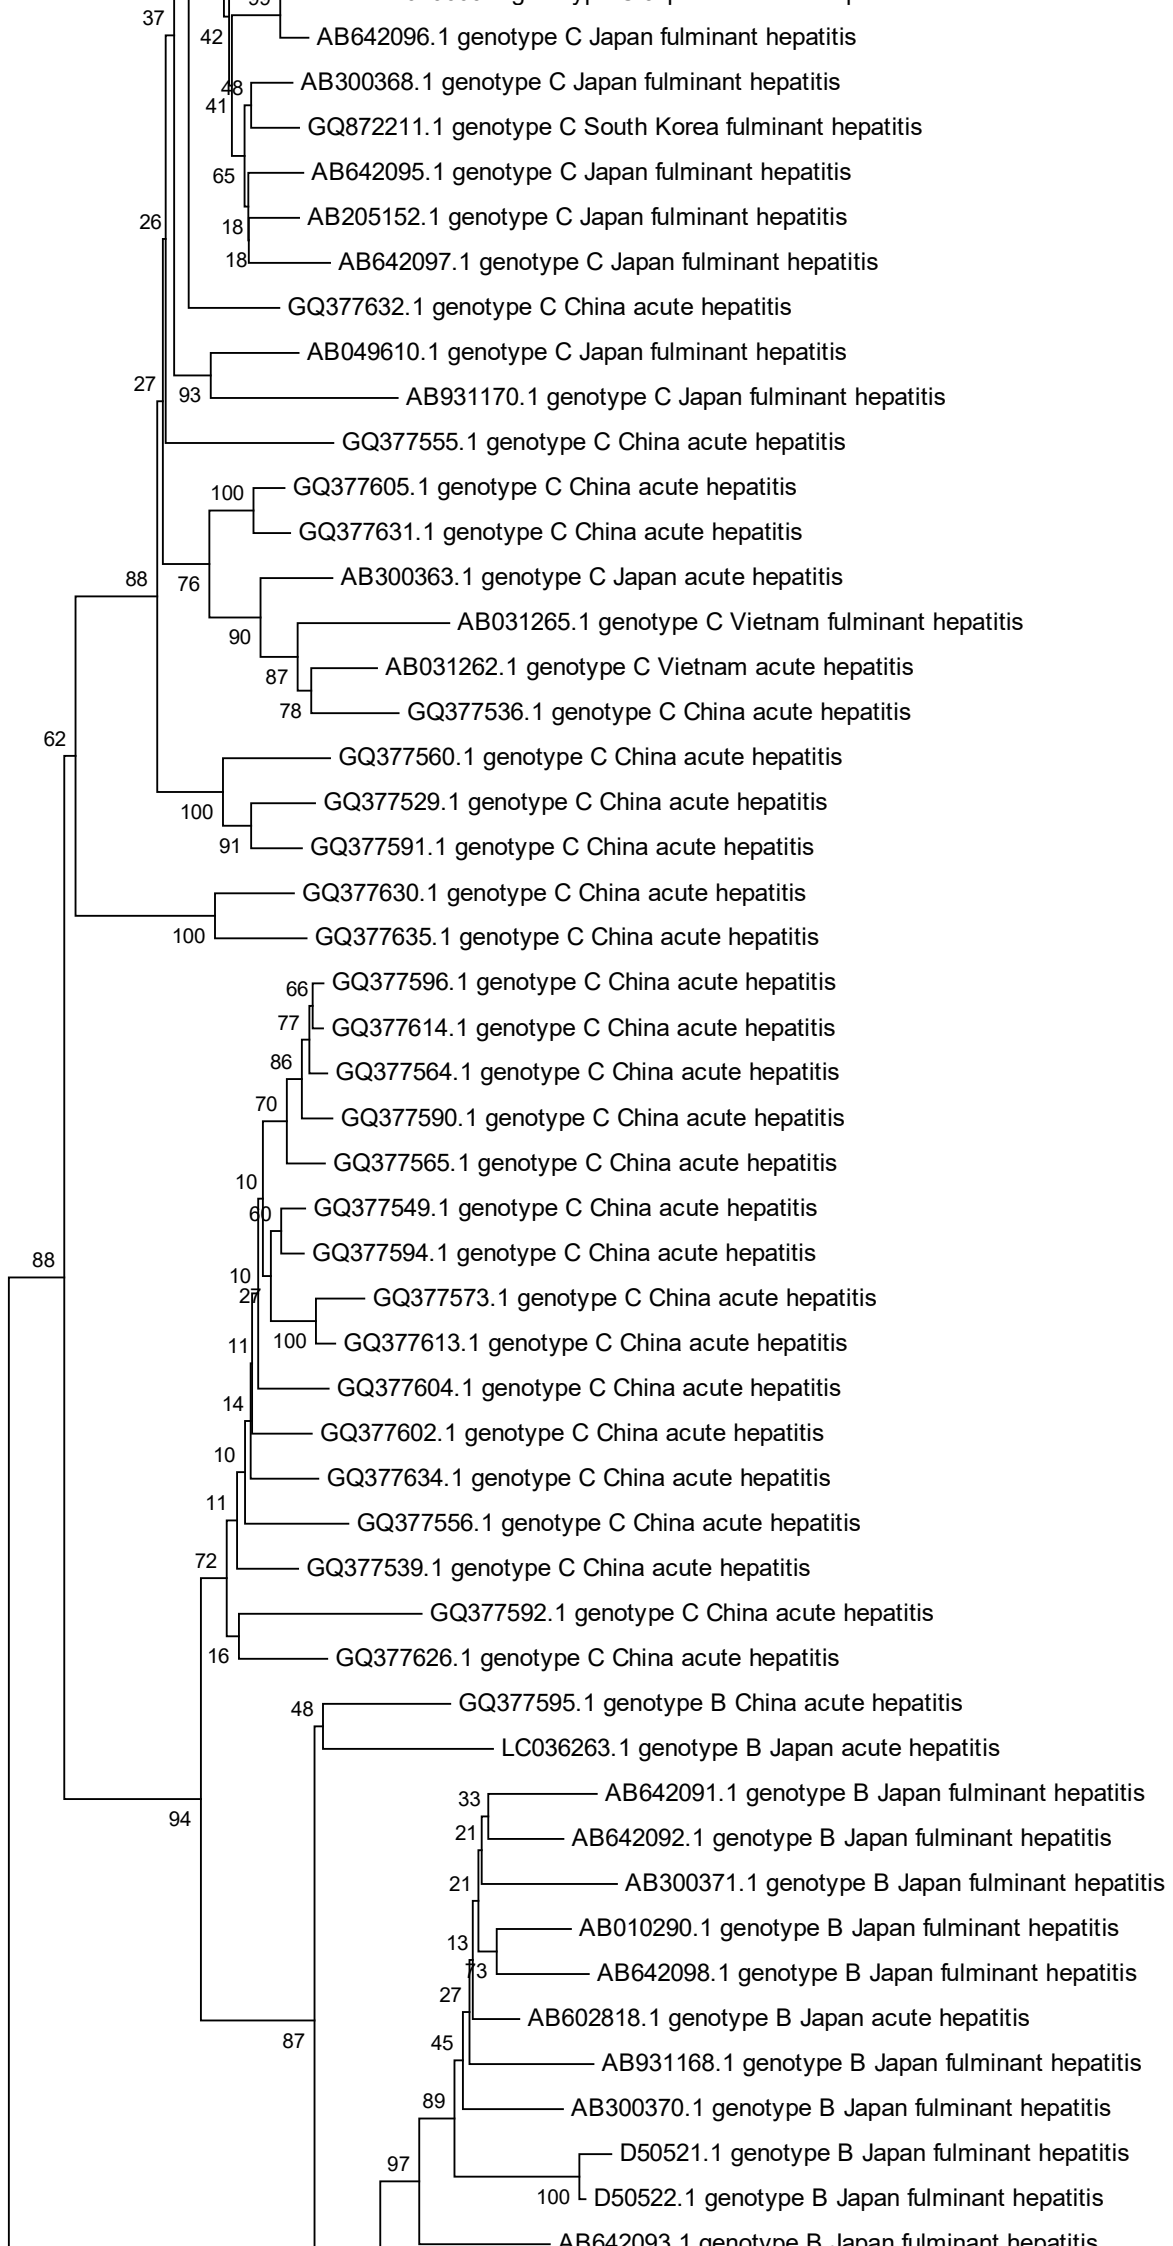 37
42
AB642096.1 genotype C Japan fulminant hepatitis
48
AB300368.1 genotype C Japan fulminant hepatitis
41
GQ872211.1 genotype C South Korea fulminant hepatitis
65
AB642095.1 genotype C Japan fulminant hepatitis
26
18
AB205152.1 genotype C Japan fulminant hepatitis
18
AB642097.1 genotype C Japan fulminant hepatitis
GQ377632.1 genotype C China acute hepatitis
AB049610.1 genotype C Japan fulminant hepatitis
27
93
AB931170.1 genotype C Japan fulminant hepatitis
GQ377555.1 genotype C China acute hepatitis
100
GQ377605.1 genotype C China acute hepatitis
GQ377631.1 genotype C China acute hepatitis
88
76
AB300363.1 genotype C Japan acute hepatitis
90
AB031265.1 genotype C Vietnam fulminant hepatitis
87
AB031262.1 genotype C Vietnam acute hepatitis
78
GQ377536.1 genotype C China acute hepatitis
62
GQ377560.1 genotype C China acute hepatitis
100
GQ377529.1 genotype C China acute hepatitis
91
GQ377591.1 genotype C China acute hepatitis
GQ377630.1 genotype C China acute hepatitis
100
GQ377635.1 genotype C China acute hepatitis
66
GQ377596.1 genotype C China acute hepatitis
77
GQ377614.1 genotype C China acute hepatitis
86
GQ377564.1 genotype C China acute hepatitis
70
GQ377590.1 genotype C China acute hepatitis
GQ377565.1 genotype C China acute hepatitis
10
60
GQ377549.1 genotype C China acute hepatitis
GQ377594.1 genotype C China acute hepatitis
88
10
27
GQ377573.1 genotype C China acute hepatitis
11
100
GQ377613.1 genotype C China acute hepatitis
GQ377604.1 genotype C China acute hepatitis
14
GQ377602.1 genotype C China acute hepatitis
10
GQ377634.1 genotype C China acute hepatitis
11
GQ377556.1 genotype C China acute hepatitis
72
GQ377539.1 genotype C China acute hepatitis
GQ377592.1 genotype C China acute hepatitis
16
GQ377626.1 genotype C China acute hepatitis
48
GQ377595.1 genotype B China acute hepatitis
LC036263.1 genotype B Japan acute hepatitis
94
33
AB642091.1 genotype B Japan fulminant hepatitis
21
AB642092.1 genotype B Japan fulminant hepatitis
21
AB300371.1 genotype B Japan fulminant hepatitis
13
AB010290.1 genotype B Japan fulminant hepatitis
73
AB642098.1 genotype B Japan fulminant hepatitis
27
AB602818.1 genotype B Japan acute hepatitis
87
45
AB931168.1 genotype B Japan fulminant hepatitis
89
AB300370.1 genotype B Japan fulminant hepatitis
97
D50521.1 genotype B Japan fulminant hepatitis
100
D50522.1 genotype B Japan fulminant hepatitis
AB642093.1 genotype B Japan fulminant hepatitis